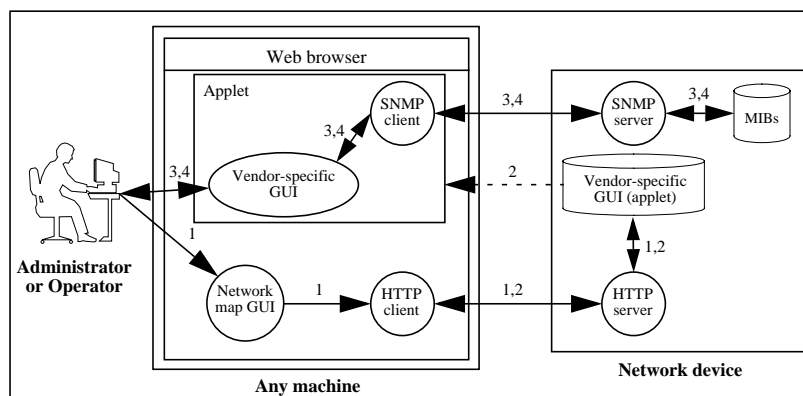 Web browser
Applet
SNMP
client
3,4
SNMP
server
3,4
MIBs
3,4
3,4
Vendor-specific
GUI
2
Vendor-specific
GUI (applet)
1
1,2
Administrator
or Operator
Network
map GUI
1
HTTP
client
1,2
HTTP
server
Any machine
Network device